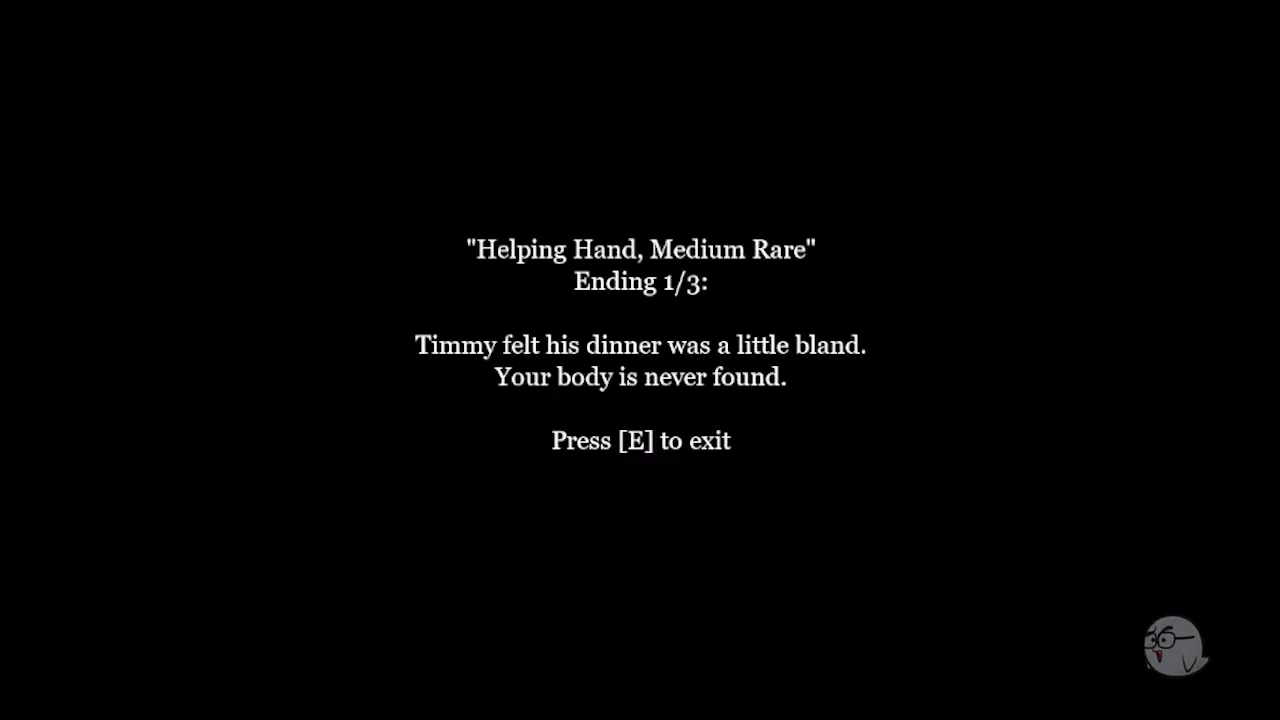 "Helping Hand, Medium Rare"
Ending 1/3:
Timmy felt his dinner was a little bland.
Your body is never found.
Press [E] to exit